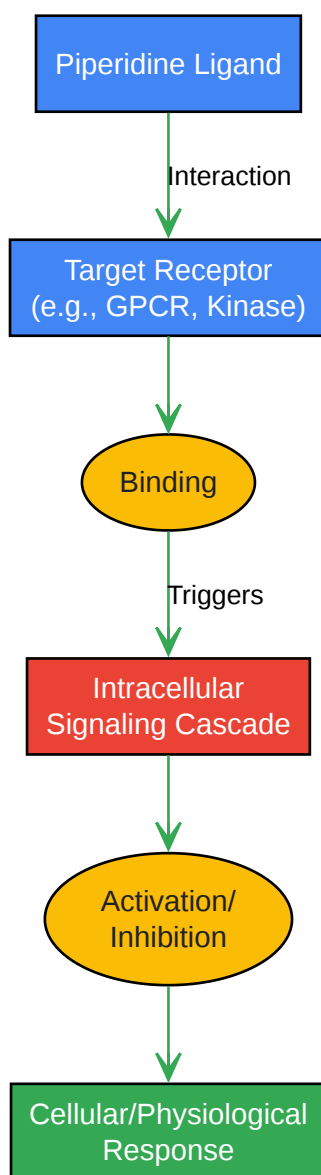 Piperidine Ligand
Interaction
Target Receptor
(e.g., GPCR, Kinase)
Binding
Triggers
Intracellular
Signaling Cascade
Activation/
Inhibition
Cellular/Physiological
Response